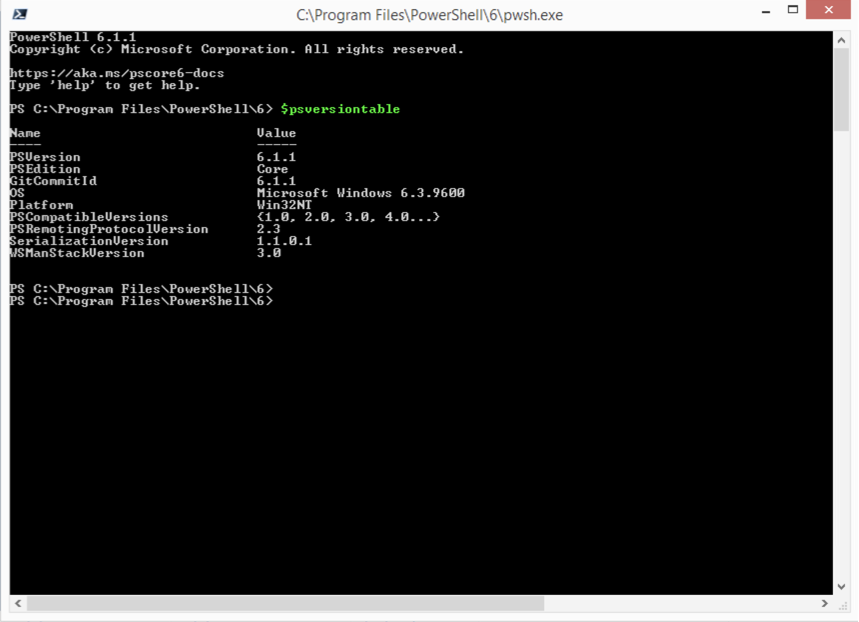 C:\Program Files\PowerShell\6\pwsh.exe
PowerShell 6.1.1
Copyright (c) Microsoft Corporation. All rights reserved.
https://aka.ms/pscore6-docs
Type 'help' to get help.
PS C:\Program Files\PowerShell\6> $psversiontable
Name                           Value
----                           -----
PSVersion                      6.1.1
PSEdition                      Core
GitCommitId                    6.1.1
OS                             Microsoft Windows 6.3.9600
Platform                       Win32NT
PSCompatibleVersions           {1.0, 2.0, 3.0, 4.0...}
PSRemotingProtocolVersion      2.3
SerializationVersion           1.1.0.1
WSManStackVersion              3.0
PS C:\Program Files\PowerShell\6>
PS C:\Program Files\PowerShell\6>